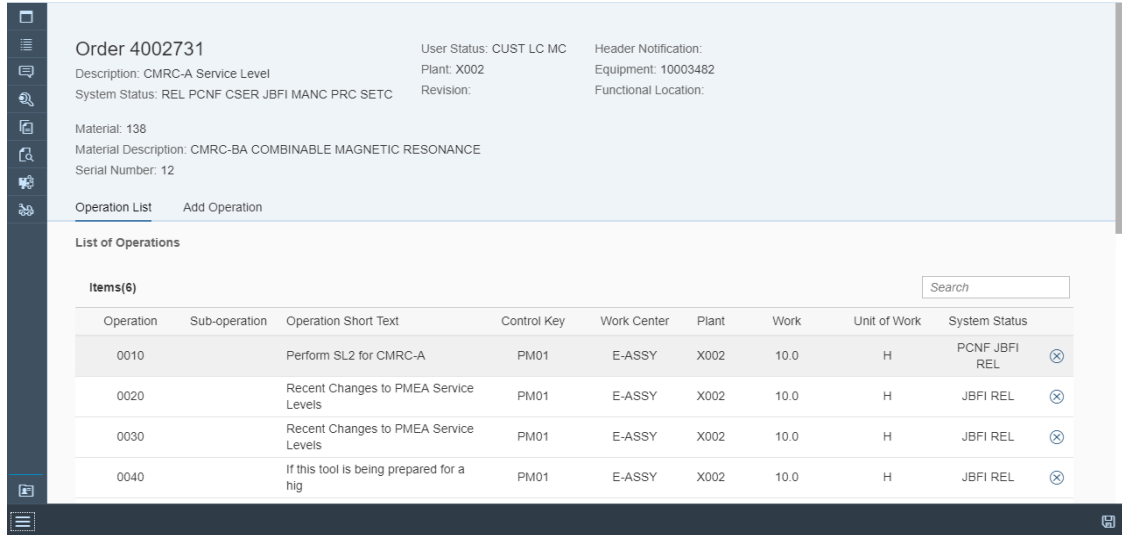 Order 4002731
Description: CMRC-A Service Level
System Status: REL PCNF CSER JBFI MANC PRC SETC
User Status: CUST LC MC
Plant: X002
Revision:
Header Notification:
Equipment: 10003482
Functional Location:
Material: 138
Material Description: CMRC-BA COMBINABLE MAGNETIC RESONANCE
Serial Number: 12
Operation List Add Operation
List of Operations
Items(6) Search
Operation Sub-operation Operation Short Text Control Key Work Center Plant Work Unit of Work System Status
0010 Perform SL2 for CMRC-A PM01 E-ASSY X002 10.0 H PCNF JBFI
REL
0020 Recent Changes to PMEA Service PM01 E-ASSY X002 10.0 H JBFI REL
Levels
0030 Recent Changes to PMEA Service PM01 E-ASSY X002 10.0 H JBFI REL
Levels
0040 If this tool is being prepared for a PM01 E-ASSY X002 10.0 H JBFI REL
hig